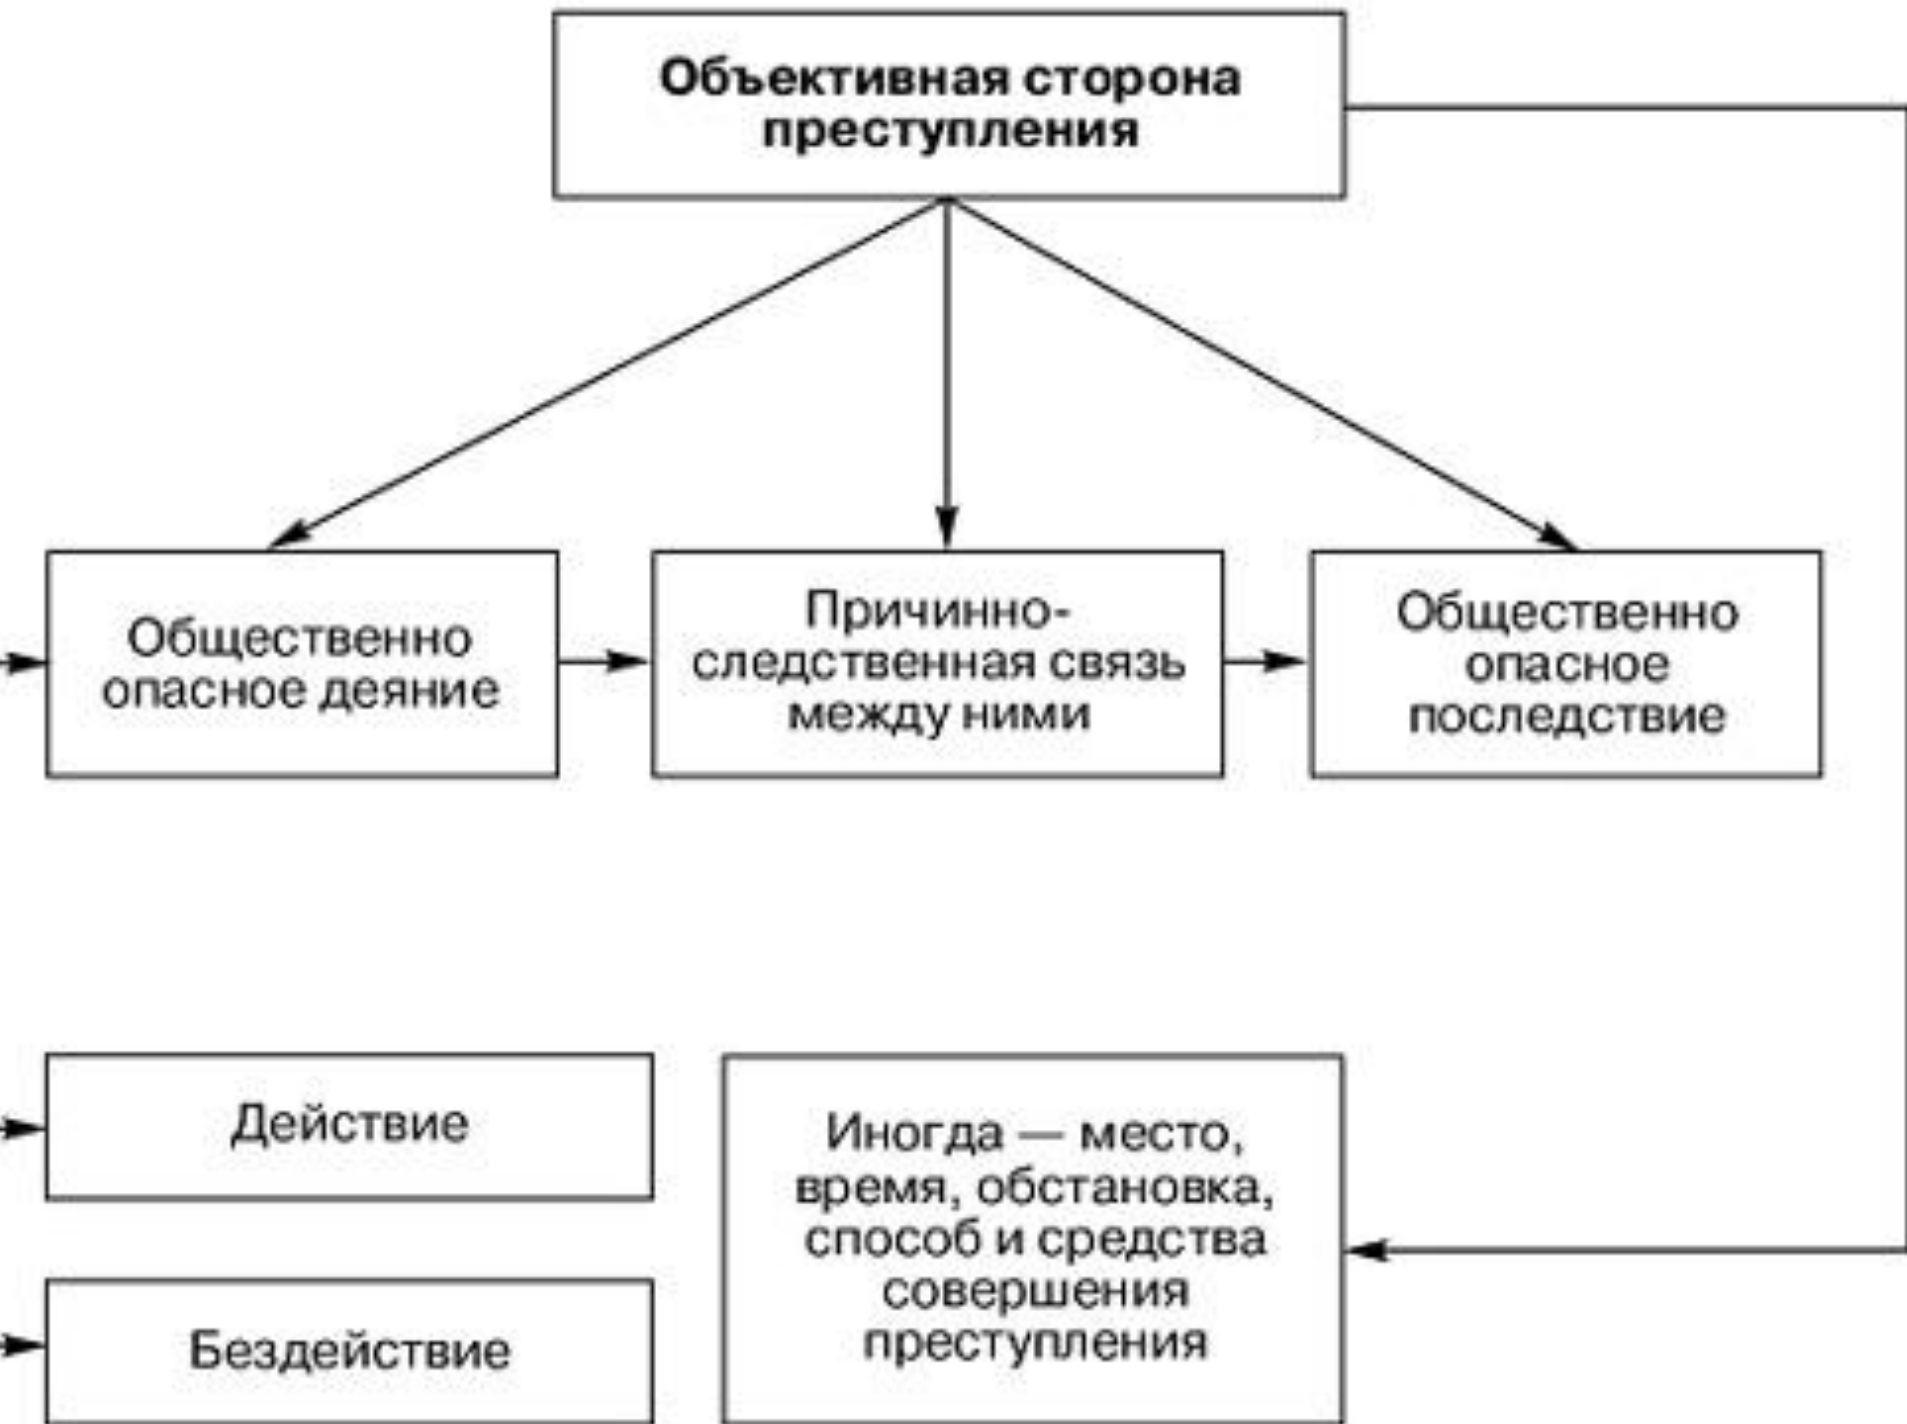 Объективная сторона
преступления
Общественно
опасное деяние
Причинно-
следственная связь
между ними
Общественно
опасное
последствие
Действие
Бездействие
Иногда — место,
время, обстановка,
способ и средства
совершения
преступления